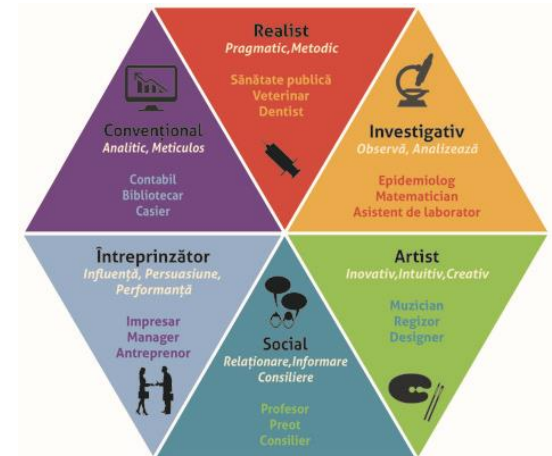 Realist
Pragmatic,Metodic
Sănătate publică
Veterinar
Dentist
Convențional
Analitic, Meticulos
Contabil
Bibliotecar
Casier
Investigativ
Observă, Analizează
Epidemiolog
Matematician
Asistent de laborator
Întreprinzător
Influență, Persuasiune,
Performanță
Impresar
Manager
Antreprenor
Social
Relaționare,Informare
Consiliere
Profesor
Preot
Consilier
Artist
Inovativ,Intuitiv,Creativ
Muzician
Regizor
Designer